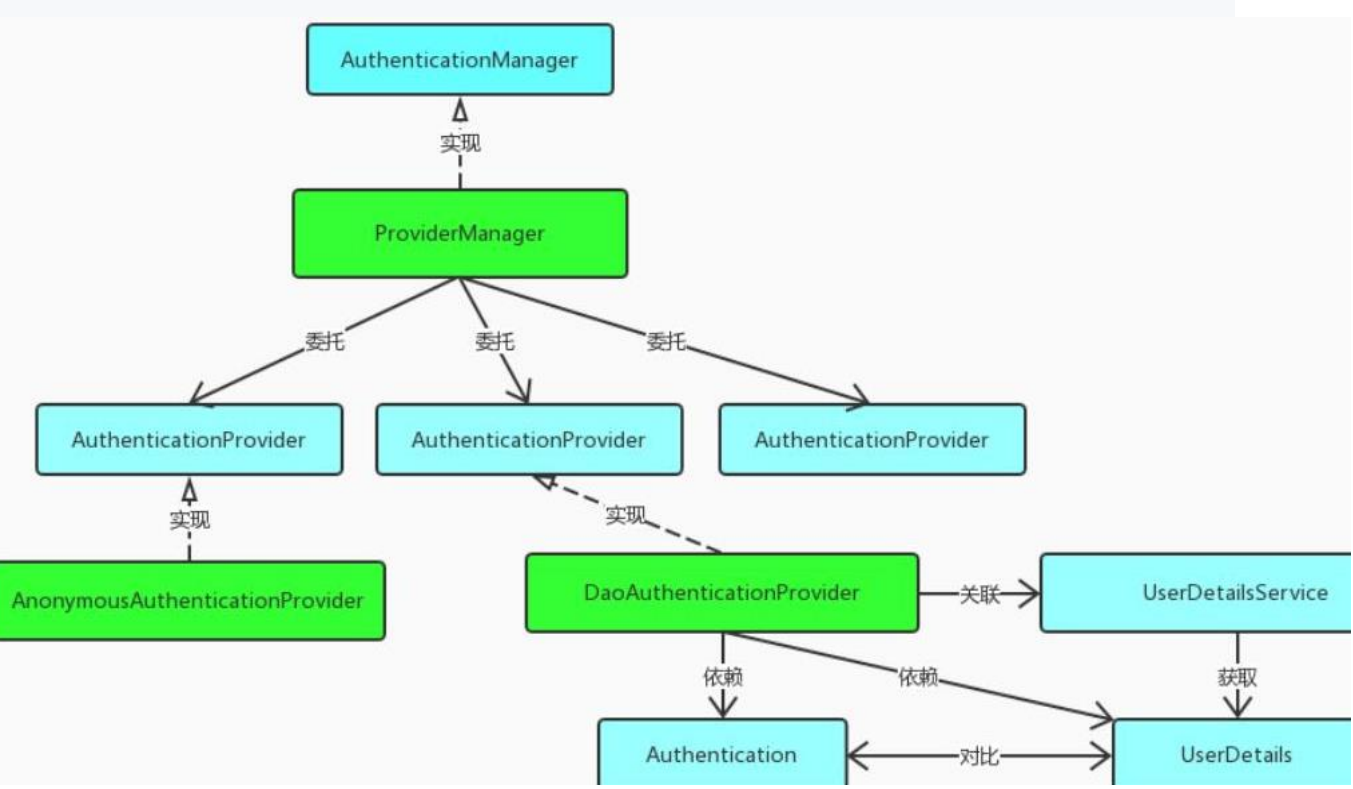 AuthenticationManager
实现
ProviderManager
委托
委托
委托
AuthenticationProvider
AuthenticationProvider
AuthenticationProvider
实现
实现
AnonymousAuthenticationProvider
DaoAuthenticationProvider
关联
UserDetailsService
依赖
依赖
获取
Authentication
对比
UserDetails